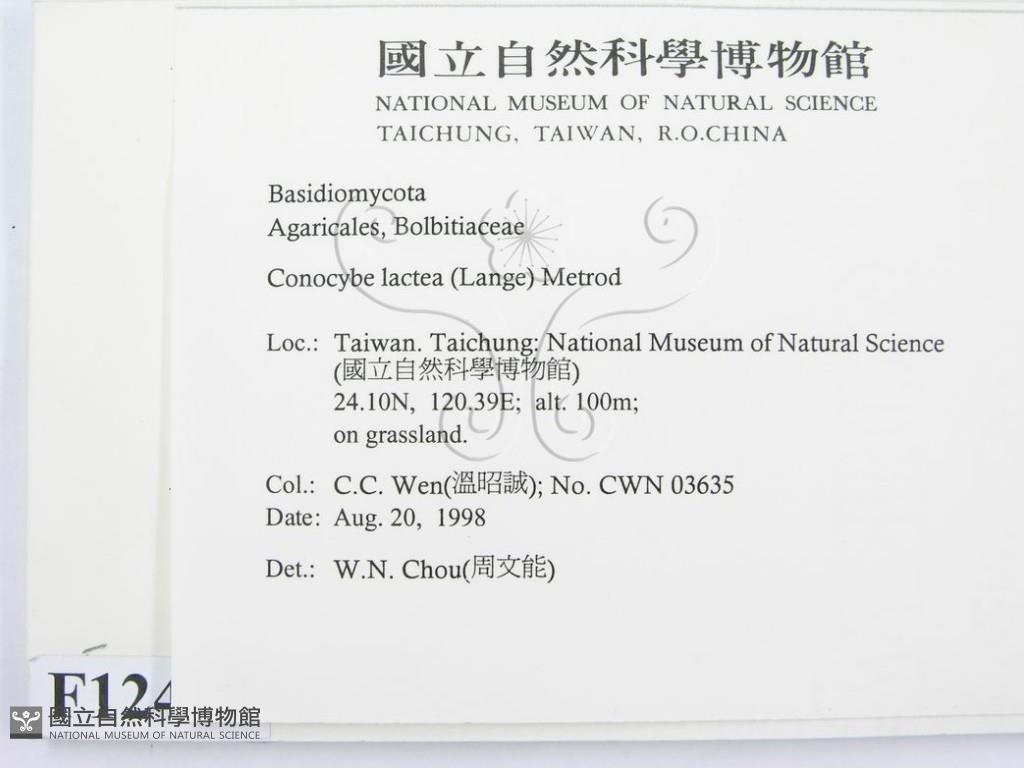 國立自然科學博物館
NATIONAL MUSEUM OF NATURAL SCIENCE
TAICHUNG, TAIWAN, R.O.CHINA
Basidiomycota
Agaricales, Bolbitiaceae
Conocybe lactea (Lange) Metrod
Loc.: Taiwan. Taichung: National Museum of Natural Science
(國立自然科學博物館)
24.10N, 120.39E; alt. 100m;
on grassland.
Col.: C.C. Wen(溫昭誠); No. CWN 03635
Date: Aug. 20, 1998
Det.: W.N. Chou(周文能)
F124
國立自然科學博物館
NATIONAL MUSEUM OF NATURAL SCIENCE